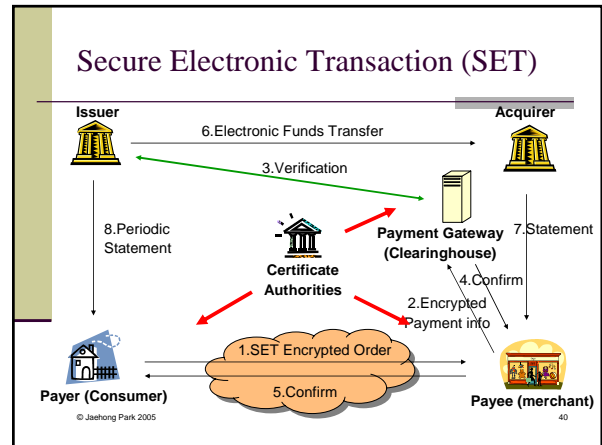 Secure Electronic Transaction (SET)
Issuer
Acquirer
6.Electronic Funds Transfer
3.Verification
8.Periodic
Statement
Payment Gateway
(Clearinghouse)
7.Statement
Certificate
Authorities
4.Confirm
2.Encrypted
Payment info
1.SET Encrypted Order
5.Confirm
Payer (Consumer)
Payee (merchant)
© Jaehong Park 2005
40